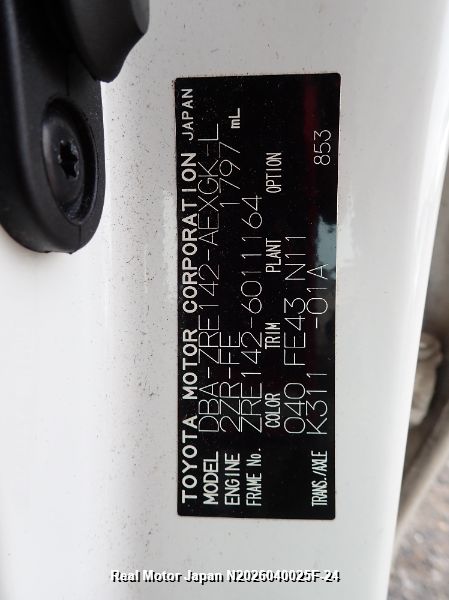 TOYOTA MOTOR CORPORATION JAPAN
MODEL DBA-ZRE142-AEXGK-L
ENGINE 2ZR-FE 1797 mL
FRAME No. ZRE142-6011164
COLOR TRIM PLANT OPTION
040 FE43 N11 853
TRANS./AXLE K311 -01A
Real Motor Japan N2026040025F-24